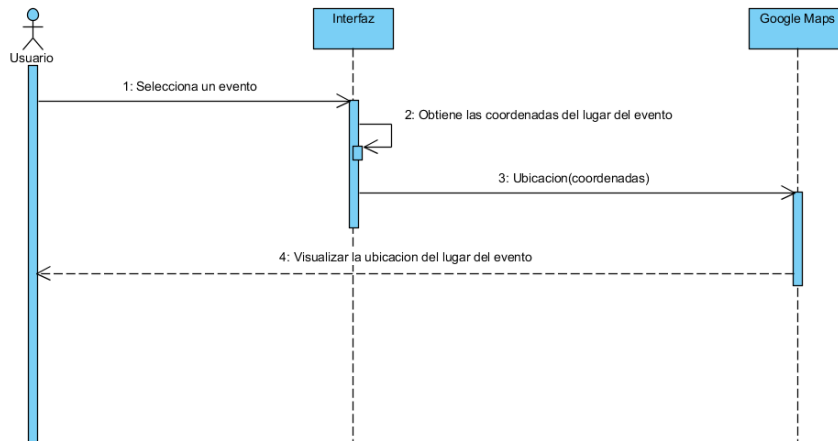 Interfaz
Google Maps
Usuario
1: Selecciona un evento
2: Obtiene las coordenadas del lugar del evento
3: Ubicacion(coordenadas)
4: Visualizar la ubicacion del lugar del evento